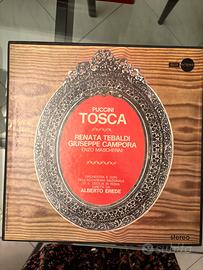 PUCCINI
TOSCA
RENATA TEBALDI
GIUSEPPE CAMPORA
ENZO MASCHERINI
ORCHESTRA E CORO
DELL'ACCADEMIA NAZIONALE
DI S. CECILIA DI ROMA
ALBERTO EREDE
stereo